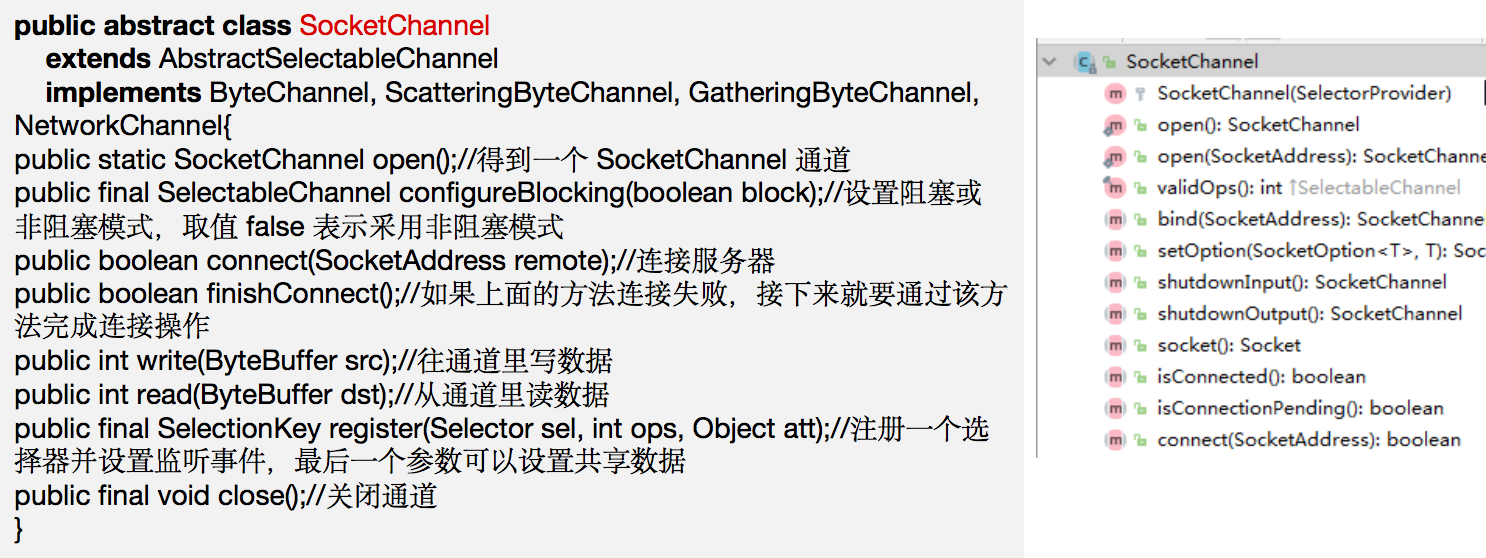 public abstract class SocketChannel
extends AbstractSelectableChannel
implements ByteChannel, ScatteringByteChannel, GatheringByteChannel,
NetworkChannel{
public static SocketChannel open();//得到一个 SocketChannel 通道
public final SelectableChannel configureBlocking(boolean block);//设置阻塞或
非阻塞模式，取值 false 表示采用非阻塞模式
public boolean connect(SocketAddress remote);//连接服务器
public boolean finishConnect();//如果上面的方法连接失败，接下来就要通过该方
法完成连接操作
public int write(ByteBuffer src);//往通道里写数据
public int read(ByteBuffer dst);//从通道里读数据
public final SelectionKey register(Selector sel, int ops, Object att);//注册一个选
择器并设置监听事件，最后一个参数可以设置共享数据
public final void close();//关闭通道
}
SocketChannel
SocketChannel(SelectorProvider)
open(): SocketChannel
open(SocketAddress): SocketChanne
validOps(): int ↑SelectableChannel
bind(SocketAddress): SocketChanne
setOption(SocketOption<T>, T): Soc
shutdownInput(): SocketChannel
shutdownOutput(): SocketChannel
socket(): Socket
isConnected(): boolean
isConnectionPending(): boolean
connect(SocketAddress): boolean